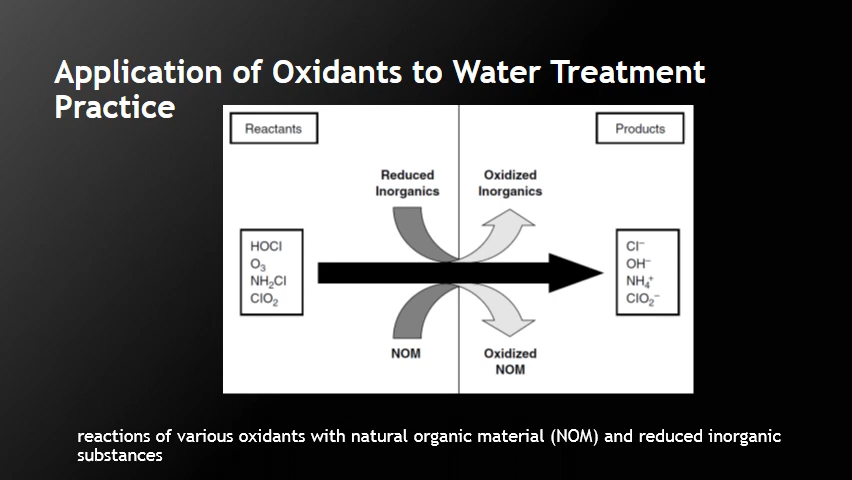 Application of Oxidants to Water Treatment
Practice
Reactants
Products
Reduced
Inorganics
Oxidized
Inorganics
HOCl
O₃
NH₂Cl
ClO₂
Cl⁻
OH⁻
NH₄⁺
ClO₂⁻
NOM
Oxidized
NOM
reactions of various oxidants with natural organic material (NOM) and reduced inorganic
substances